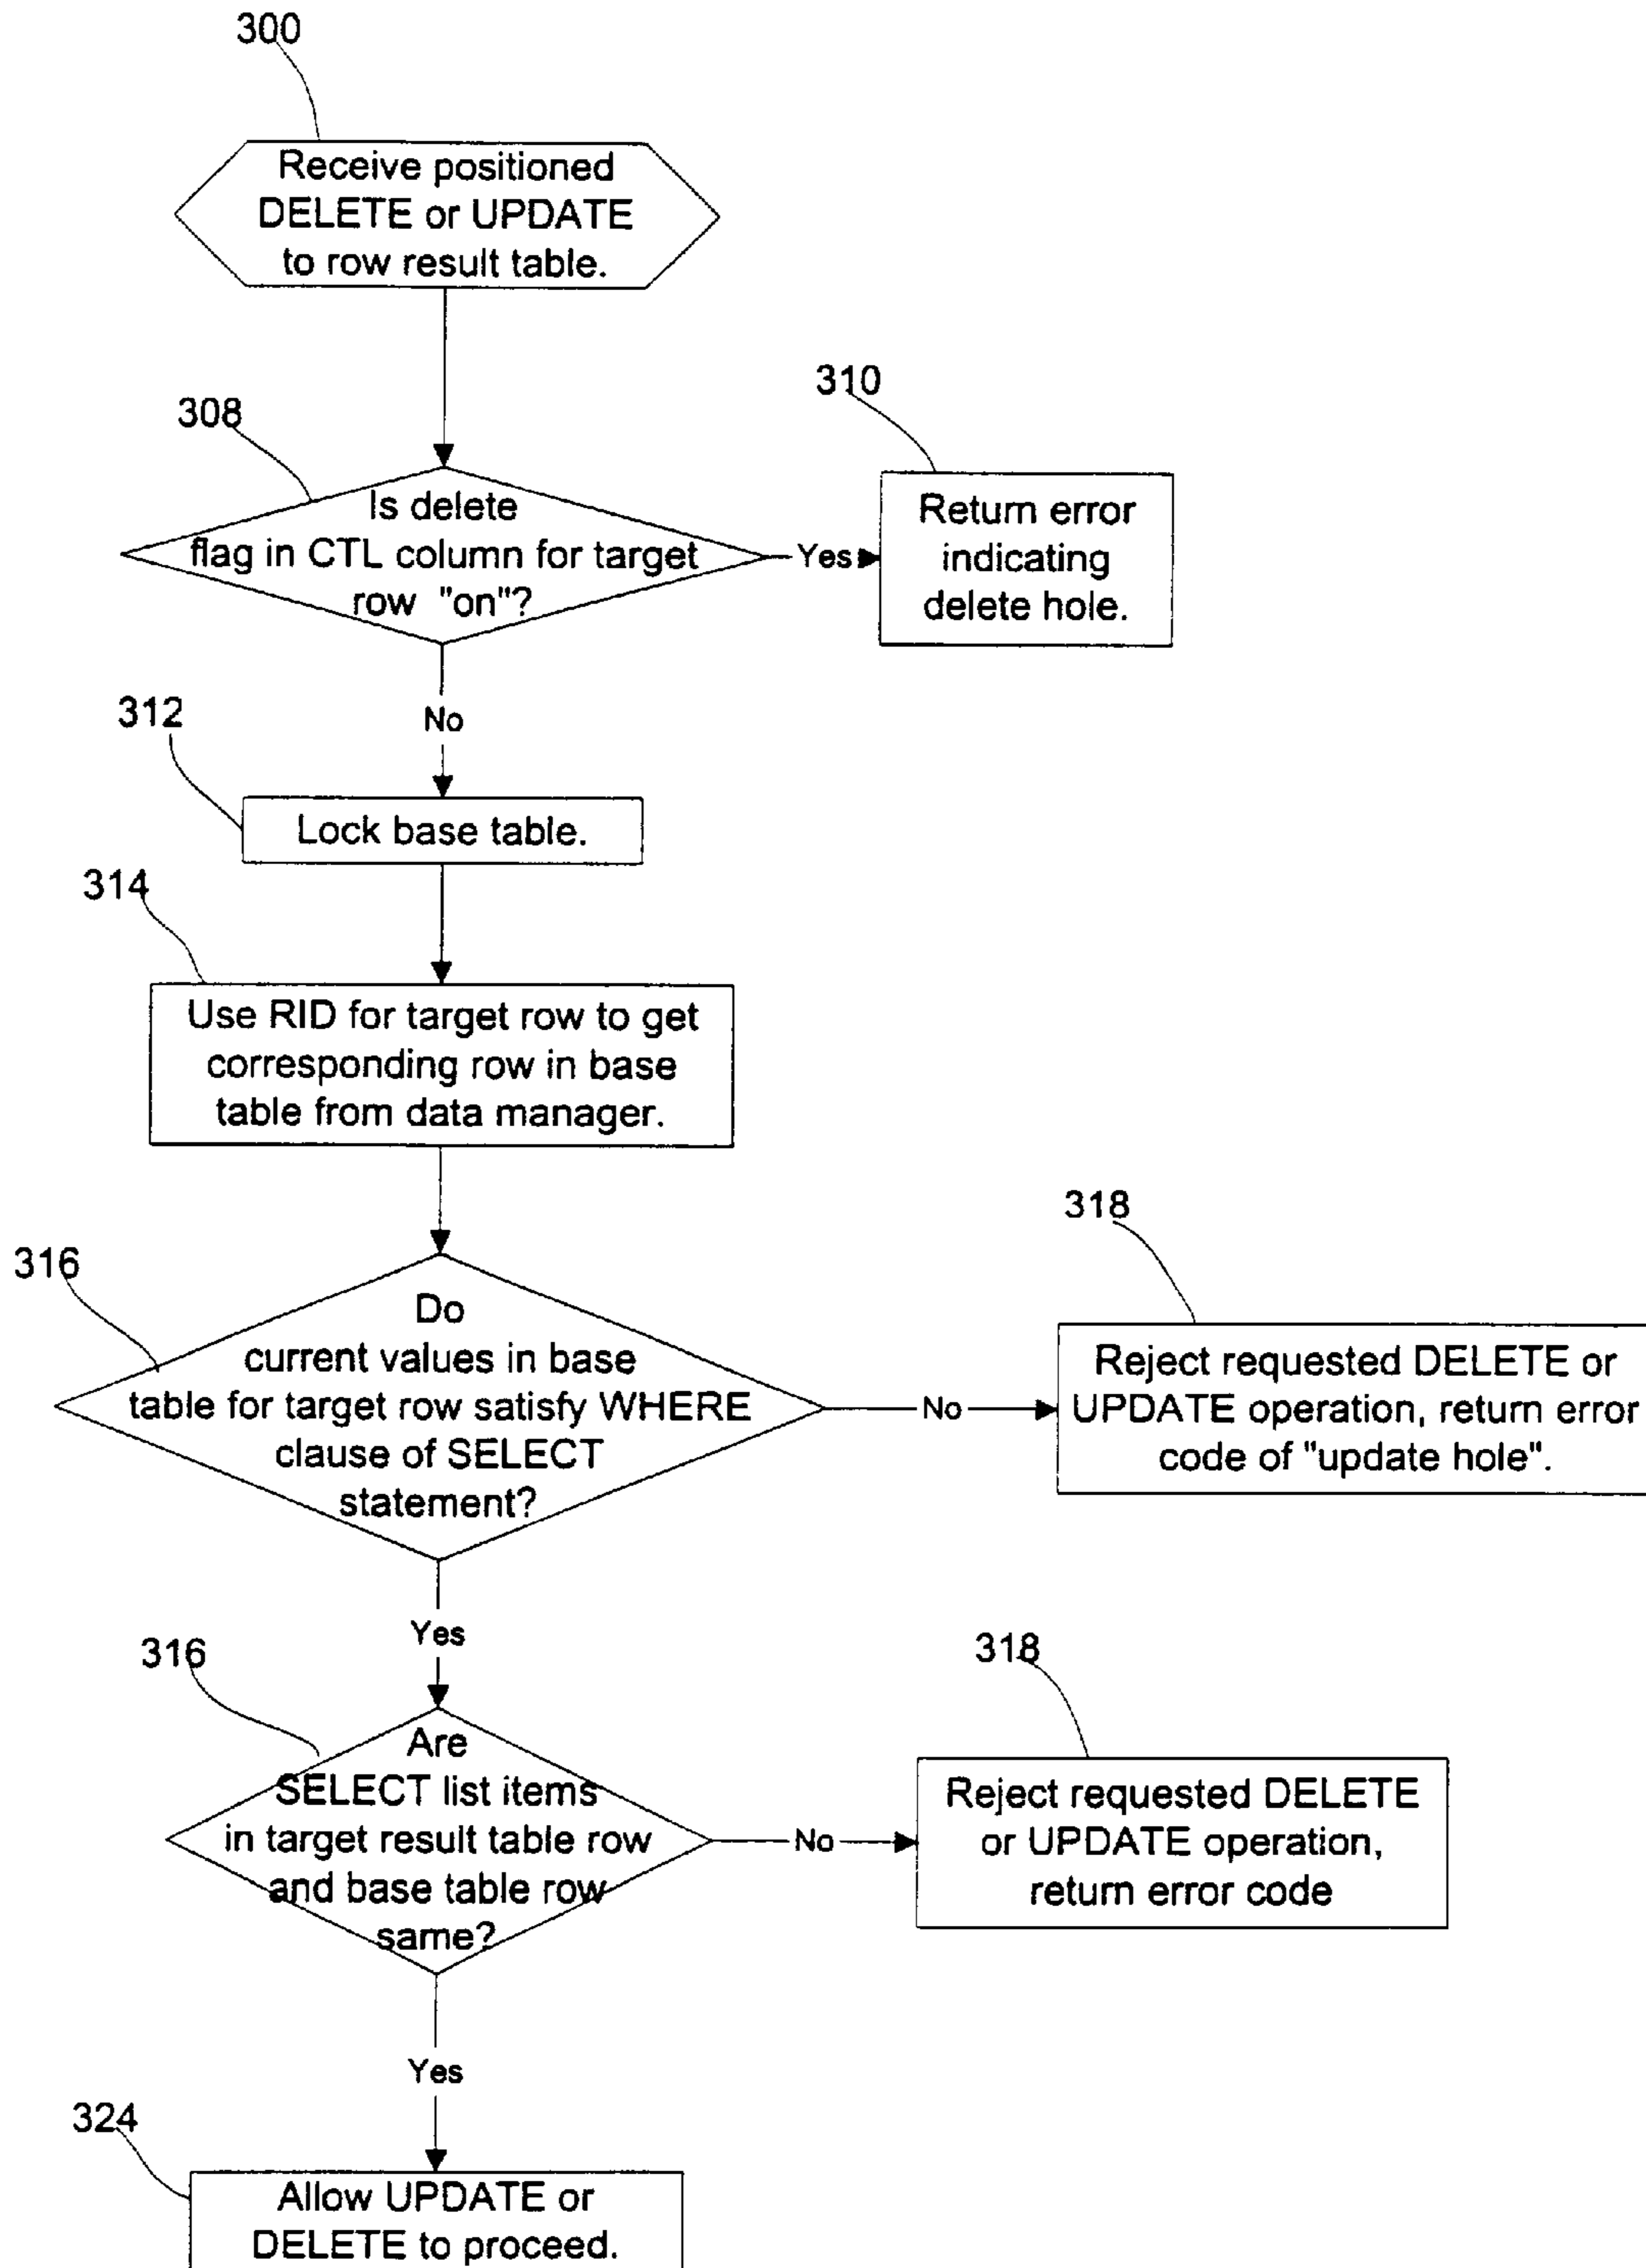 300
Receive positioned
DELETE or UPDATE
to row result table.
308
Is delete
flag in CTL column for target
row "on"?
Yes
310
Return error
indicating
delete hole.
No
312
Lock base table.
314
Use RID for target row to get
corresponding row in base
table from data manager.
316
Do
current values in base
table for target row satisfy WHERE
clause of SELECT
statement?
No
318
Reject requested DELETE or
UPDATE operation, return error
code of "update hole".
Yes
316
Are
SELECT list items
in target result table row
and base table row
same?
No
318
Reject requested DELETE
or UPDATE operation,
return error code
Yes
324
Allow UPDATE or
DELETE to proceed.